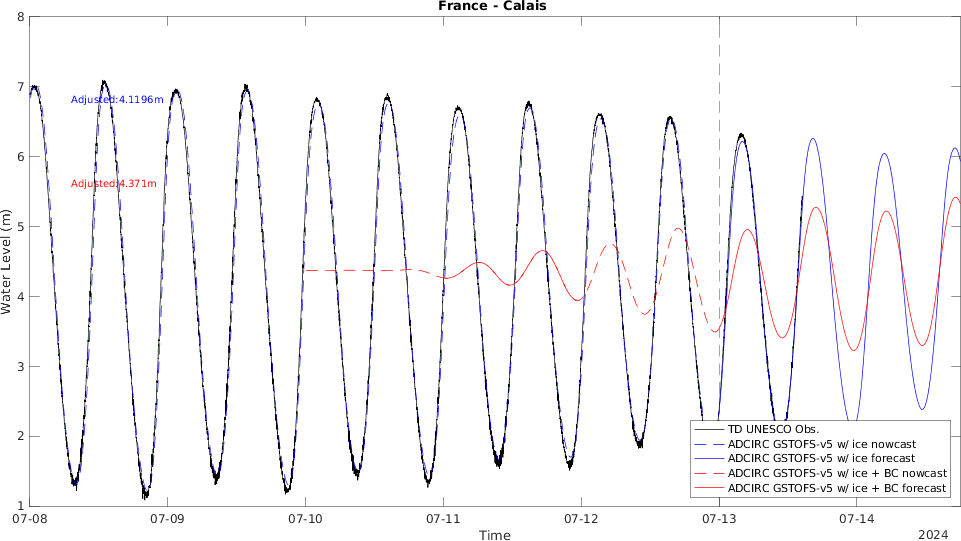 France - Calais
8
7
6
5
4
3
2
1
Water Level (m)
Adjusted:4.1196m
Adjusted:4.371m
TD UNESCO Obs.
ADCIRC GSTOFS-v5 w/ ice nowcast
ADCIRC GSTOFS-v5 w/ ice forecast
ADCIRC GSTOFS-v5 w/ ice + BC nowcast
ADCIRC GSTOFS-v5 w/ ice + BC forecast
07-08 07-09 07-10 07-11 07-12 07-13 07-14
Time
2024